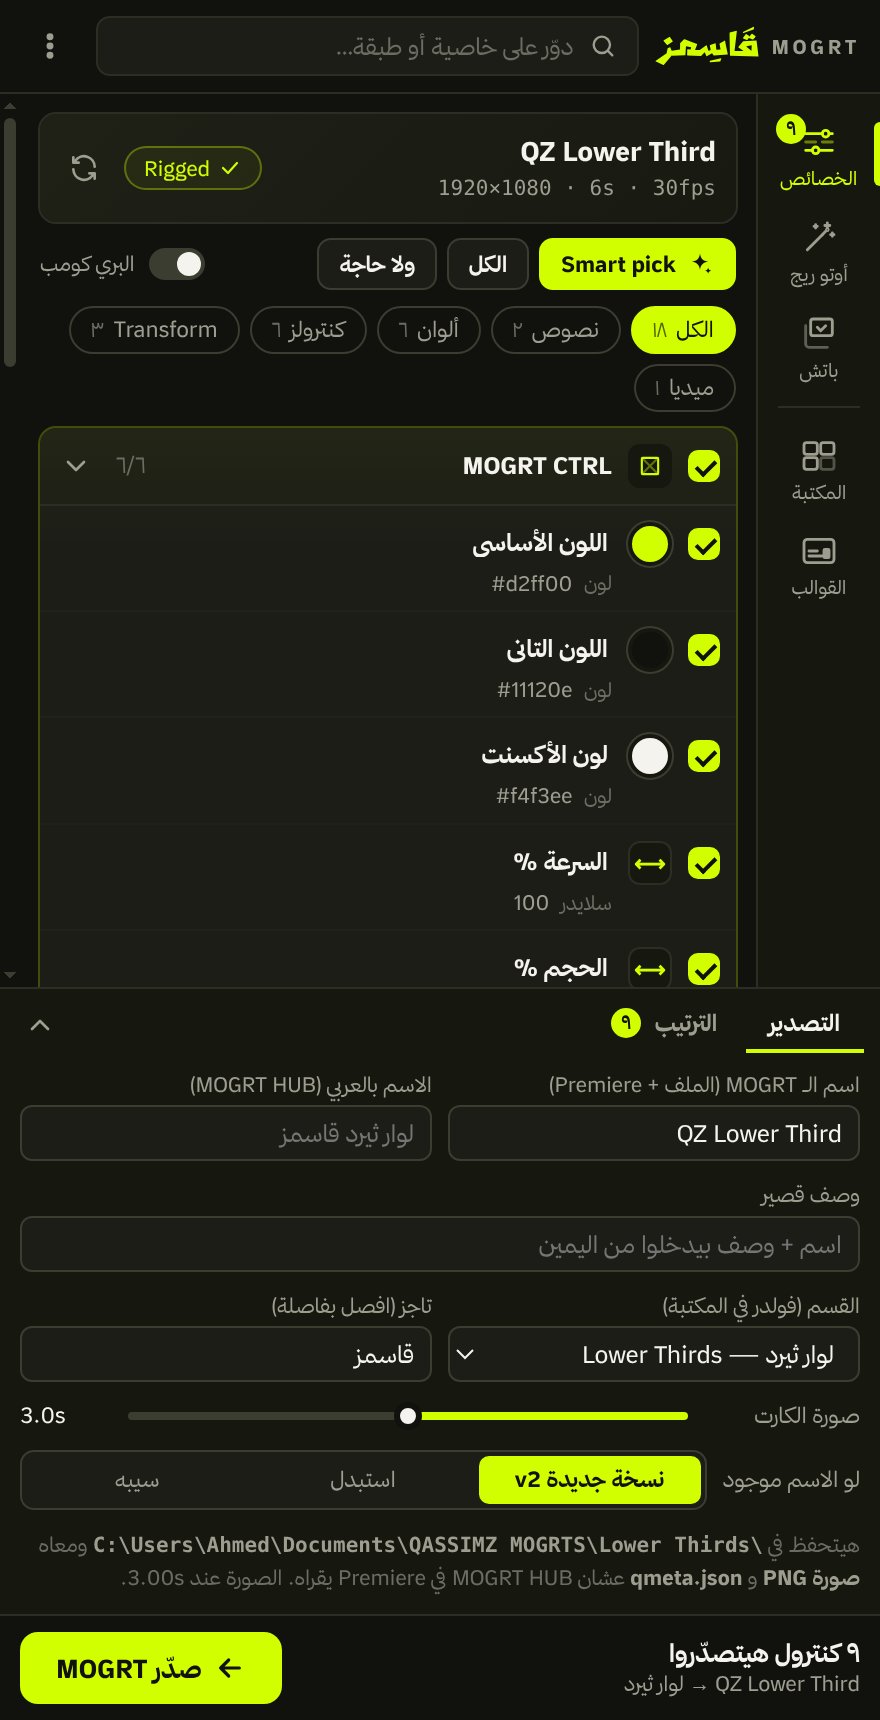 قاسمز MOGRT
دوّر على خاصية أو طبقة...
٩
الخصائص
أوتو ريج
باتش
المكتبة
القوالب
QZ Lower Third
1920×1080 · 6s · 30fps
Rigged
Smart pick
الكل
ولا حاجة
البري كومب
الكل ١٨
نصوص ٢
ألوان ٦
كنترولز ٦
Transform ٣
ميديا ١
MOGRT CTRL
٦/٦
اللون الأساسى
لون #d2ff00
اللون التانى
لون #11120e
لون الأكسنت
لون #f4f3ee
السرعة %
سلايدر 100
الحجم %
التصدير
الترتيب ٩
اسم الـ MOGRT (الملف + Premiere)
الاسم بالعربي (MOGRT HUB)
QZ Lower Third
لوار ثيرد قاسمز
وصف قصير
اسم + وصف بيدخلوا من اليمين
القسم (فولدر في المكتبة)
تاجز (افصل بفاصلة)
لوار ثيرد — Lower Thirds
قاسمز
صورة الكارت
3.0s
لو الاسم موجود
نسخة جديدة v2
استبدل
سيبه
هيتحفظ في C:\Users\Ahmed\Documents\QASSIMZ MOGRTS\Lower Thirds\ ومعاه
صورة PNG و qmeta.json عشان MOGRT HUB في Premiere يقراه. الصورة عند 3.00s.
٩ كنترول هيتصدّروا
QZ Lower Third → لوار ثيرد
صدّر MOGRT